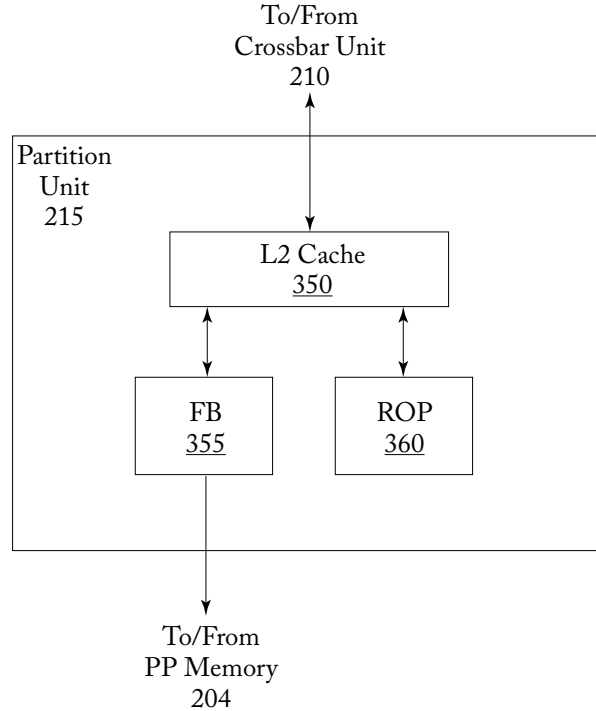 To/From
Crossbar Unit
210
Partition
Unit
215
L2 Cache
350
FB
355
ROP
360
To/From
PP Memory
204